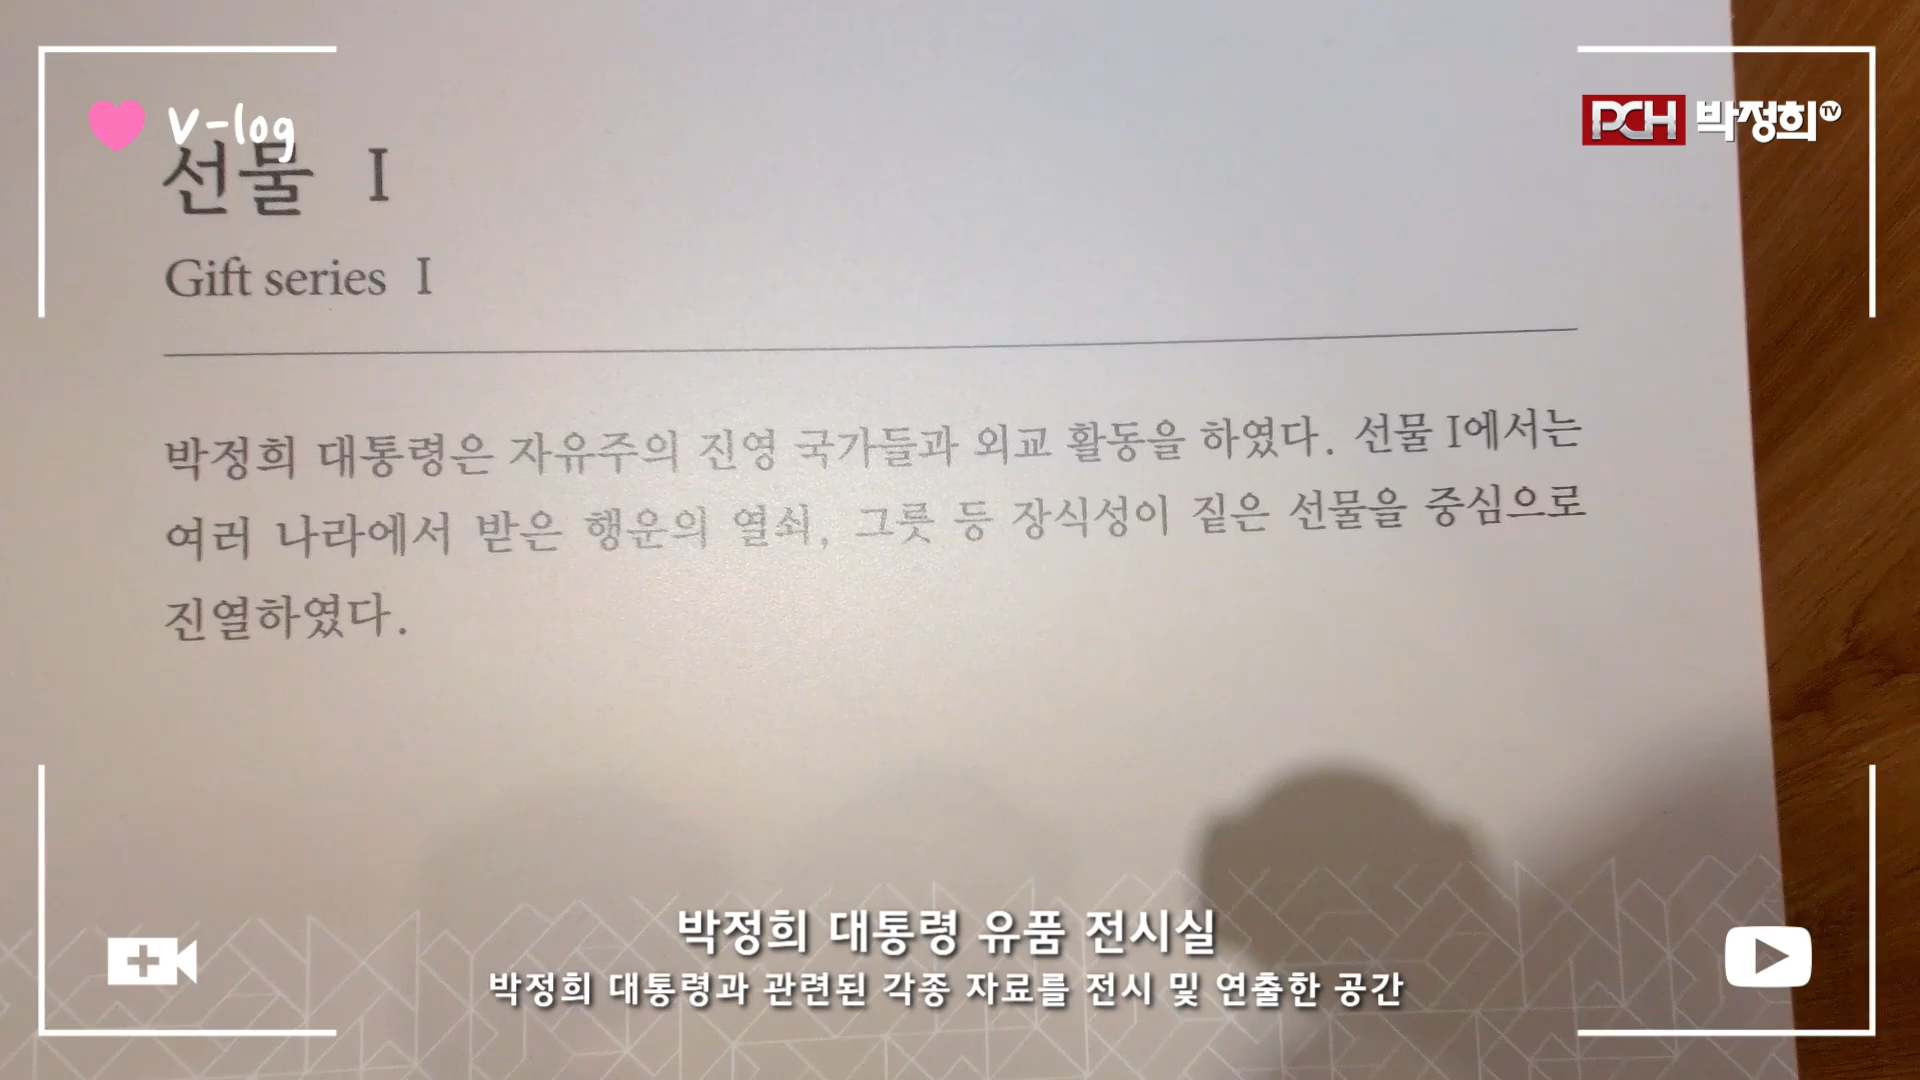 V-log
PCH 박정희TV
선물 I
Gift series I
박정희 대통령은 자유주의 진영 국가들과 외교 활동을 하였다. 선물 I에서는
여러 나라에서 받은 행운의 열쇠, 그릇 등 장식성이 짙은 선물을 중심으로
진열하였다.
박정희 대통령 유품 전시실
박정희 대통령과 관련된 각종 자료를 전시 및 연출한 공간